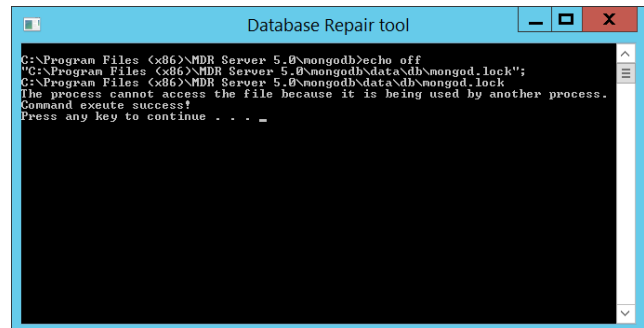 Database Repair tool
C:\Program Files (x86)\MDR Server 5.0\mongodb>echo off
"C:\Program Files (x86)\MDR Server 5.0\mongodb\data\db\mongod.lock";
C:\Program Files (x86)\MDR Server 5.0\mongodb\data\db\mongod.lock
The process cannot access the file because it is being used by another process.
Command exeute success!
Press any key to continue . . . _